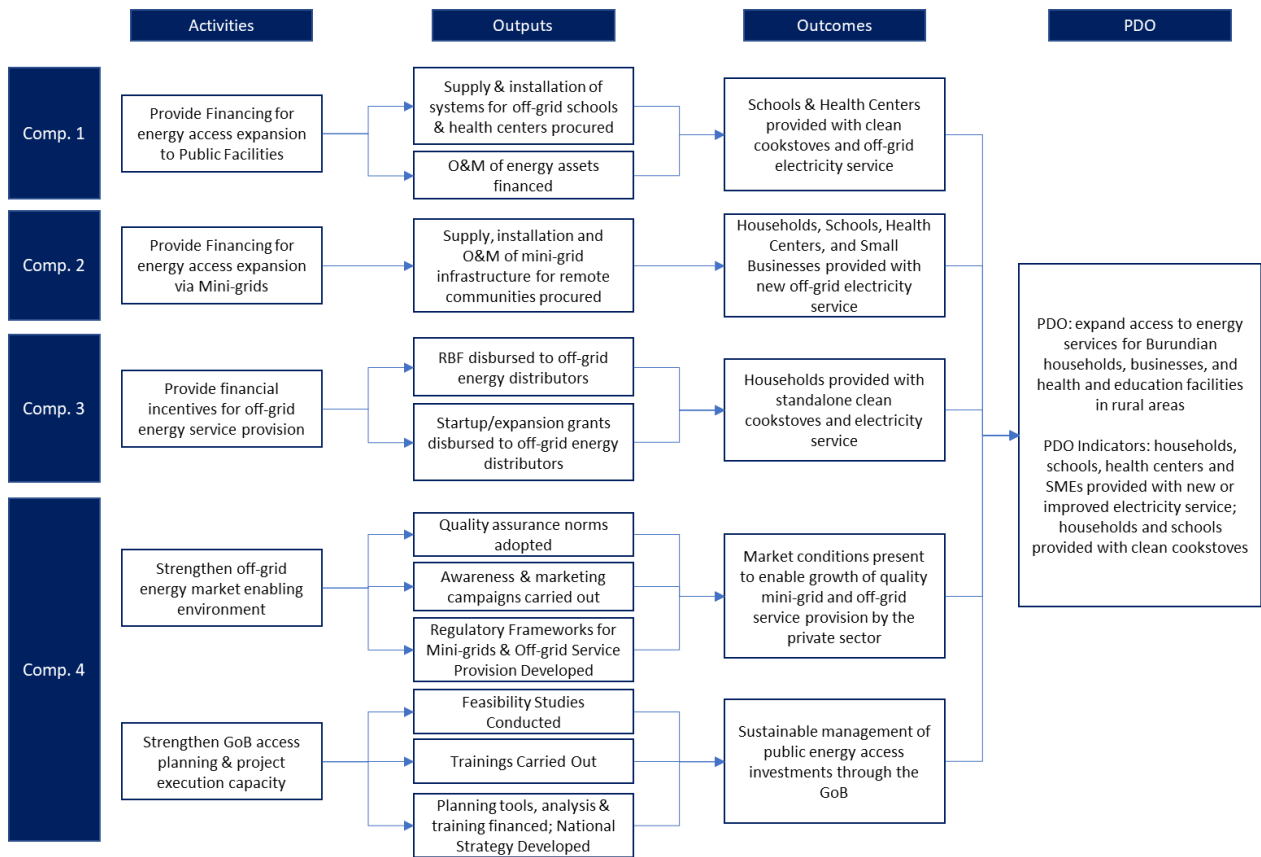 Activities
Outputs
Outcomes
PDO
Comp. 1
Provide Financing for
energy access expansion
to Public Facilities
Supply & installation of
systems for off-grid schools
& health centers procured
O&M of energy assets
financed
Schools & Health Centers
provided with clean
cookstoves and off-grid
electricity service
Comp. 2
Provide Financing for
energy access expansion
via Mini-grids
Supply, installation and
O&M of mini-grid
infrastructure for remote
communities procured
Households, Schools, Health
Centers, and Small
Businesses provided with
new off-grid electricity
service
Comp. 3
Provide financial
incentives for off-grid
energy service provision
RBF disbursed to off-grid
energy distributors
Startup/expansion grants
disbursed to off-grid energy
distributors
Households provided with
standalone clean
cookstoves and electricity
service
Comp. 4
Strengthen off-grid
energy market enabling
environment
Quality assurance norms
adopted
Awareness & marketing
campaigns carried out
Regulatory Frameworks for
Mini-grids & Off-grid Service
Provision Developed
Market conditions present
to enable growth of quality
mini-grid and off-grid
service provision by the
private sector
Strengthen GoB access
planning & project
execution capacity
Feasibility Studies
Conducted
Trainings Carried Out
Planning tools, analysis &
training financed; National
Strategy Developed
Sustainable management of
public energy access
investments through the
GoB
PDO: expand access to energy
services for Burundian
households, businesses, and
health and education facilities
in rural areas
PDO Indicators: households,
schools, health centers and
SMEs provided with new or
improved electricity service;
households and schools
provided with clean cookstoves